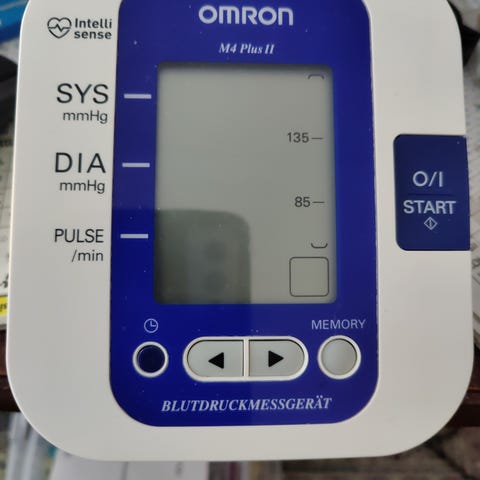 Intelli
sense
OMRON
M4 Plus II
SYS
mmHg
135
DIA
mmHg
O/I
START
85
PULSE
/min
MEMORY
BLUTDRUCKMESSGERÄT